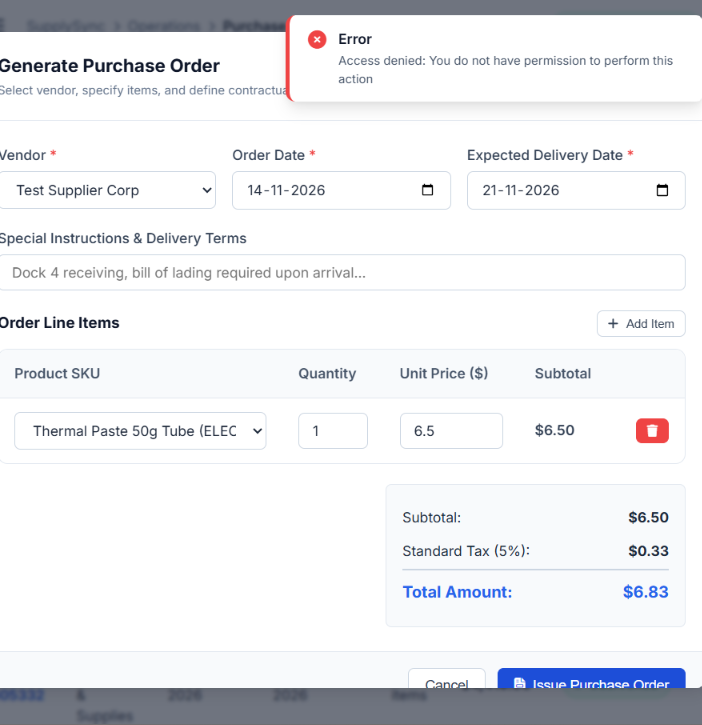 SupplySync > Operations > Purchase
Error
Access denied: You do not have permission to perform this
action
Generate Purchase Order
Select vendor, specify items, and define contractua
Vendor *
Order Date *
Expected Delivery Date *
Test Supplier Corp
14-11-2026
21-11-2026
Special Instructions & Delivery Terms
Dock 4 receiving, bill of lading required upon arrival...
Order Line Items
+ Add Item
Product SKU
Quantity
Unit Price ($)
Subtotal
Thermal Paste 50g Tube (ELEC
1
6.5
$6.50
Subtotal:
$6.50
Standard Tax (5%):
$0.33
Total Amount:
$6.83
Cancel
Issue Purchase Order
05332
&
2026
2026
items
Supplies